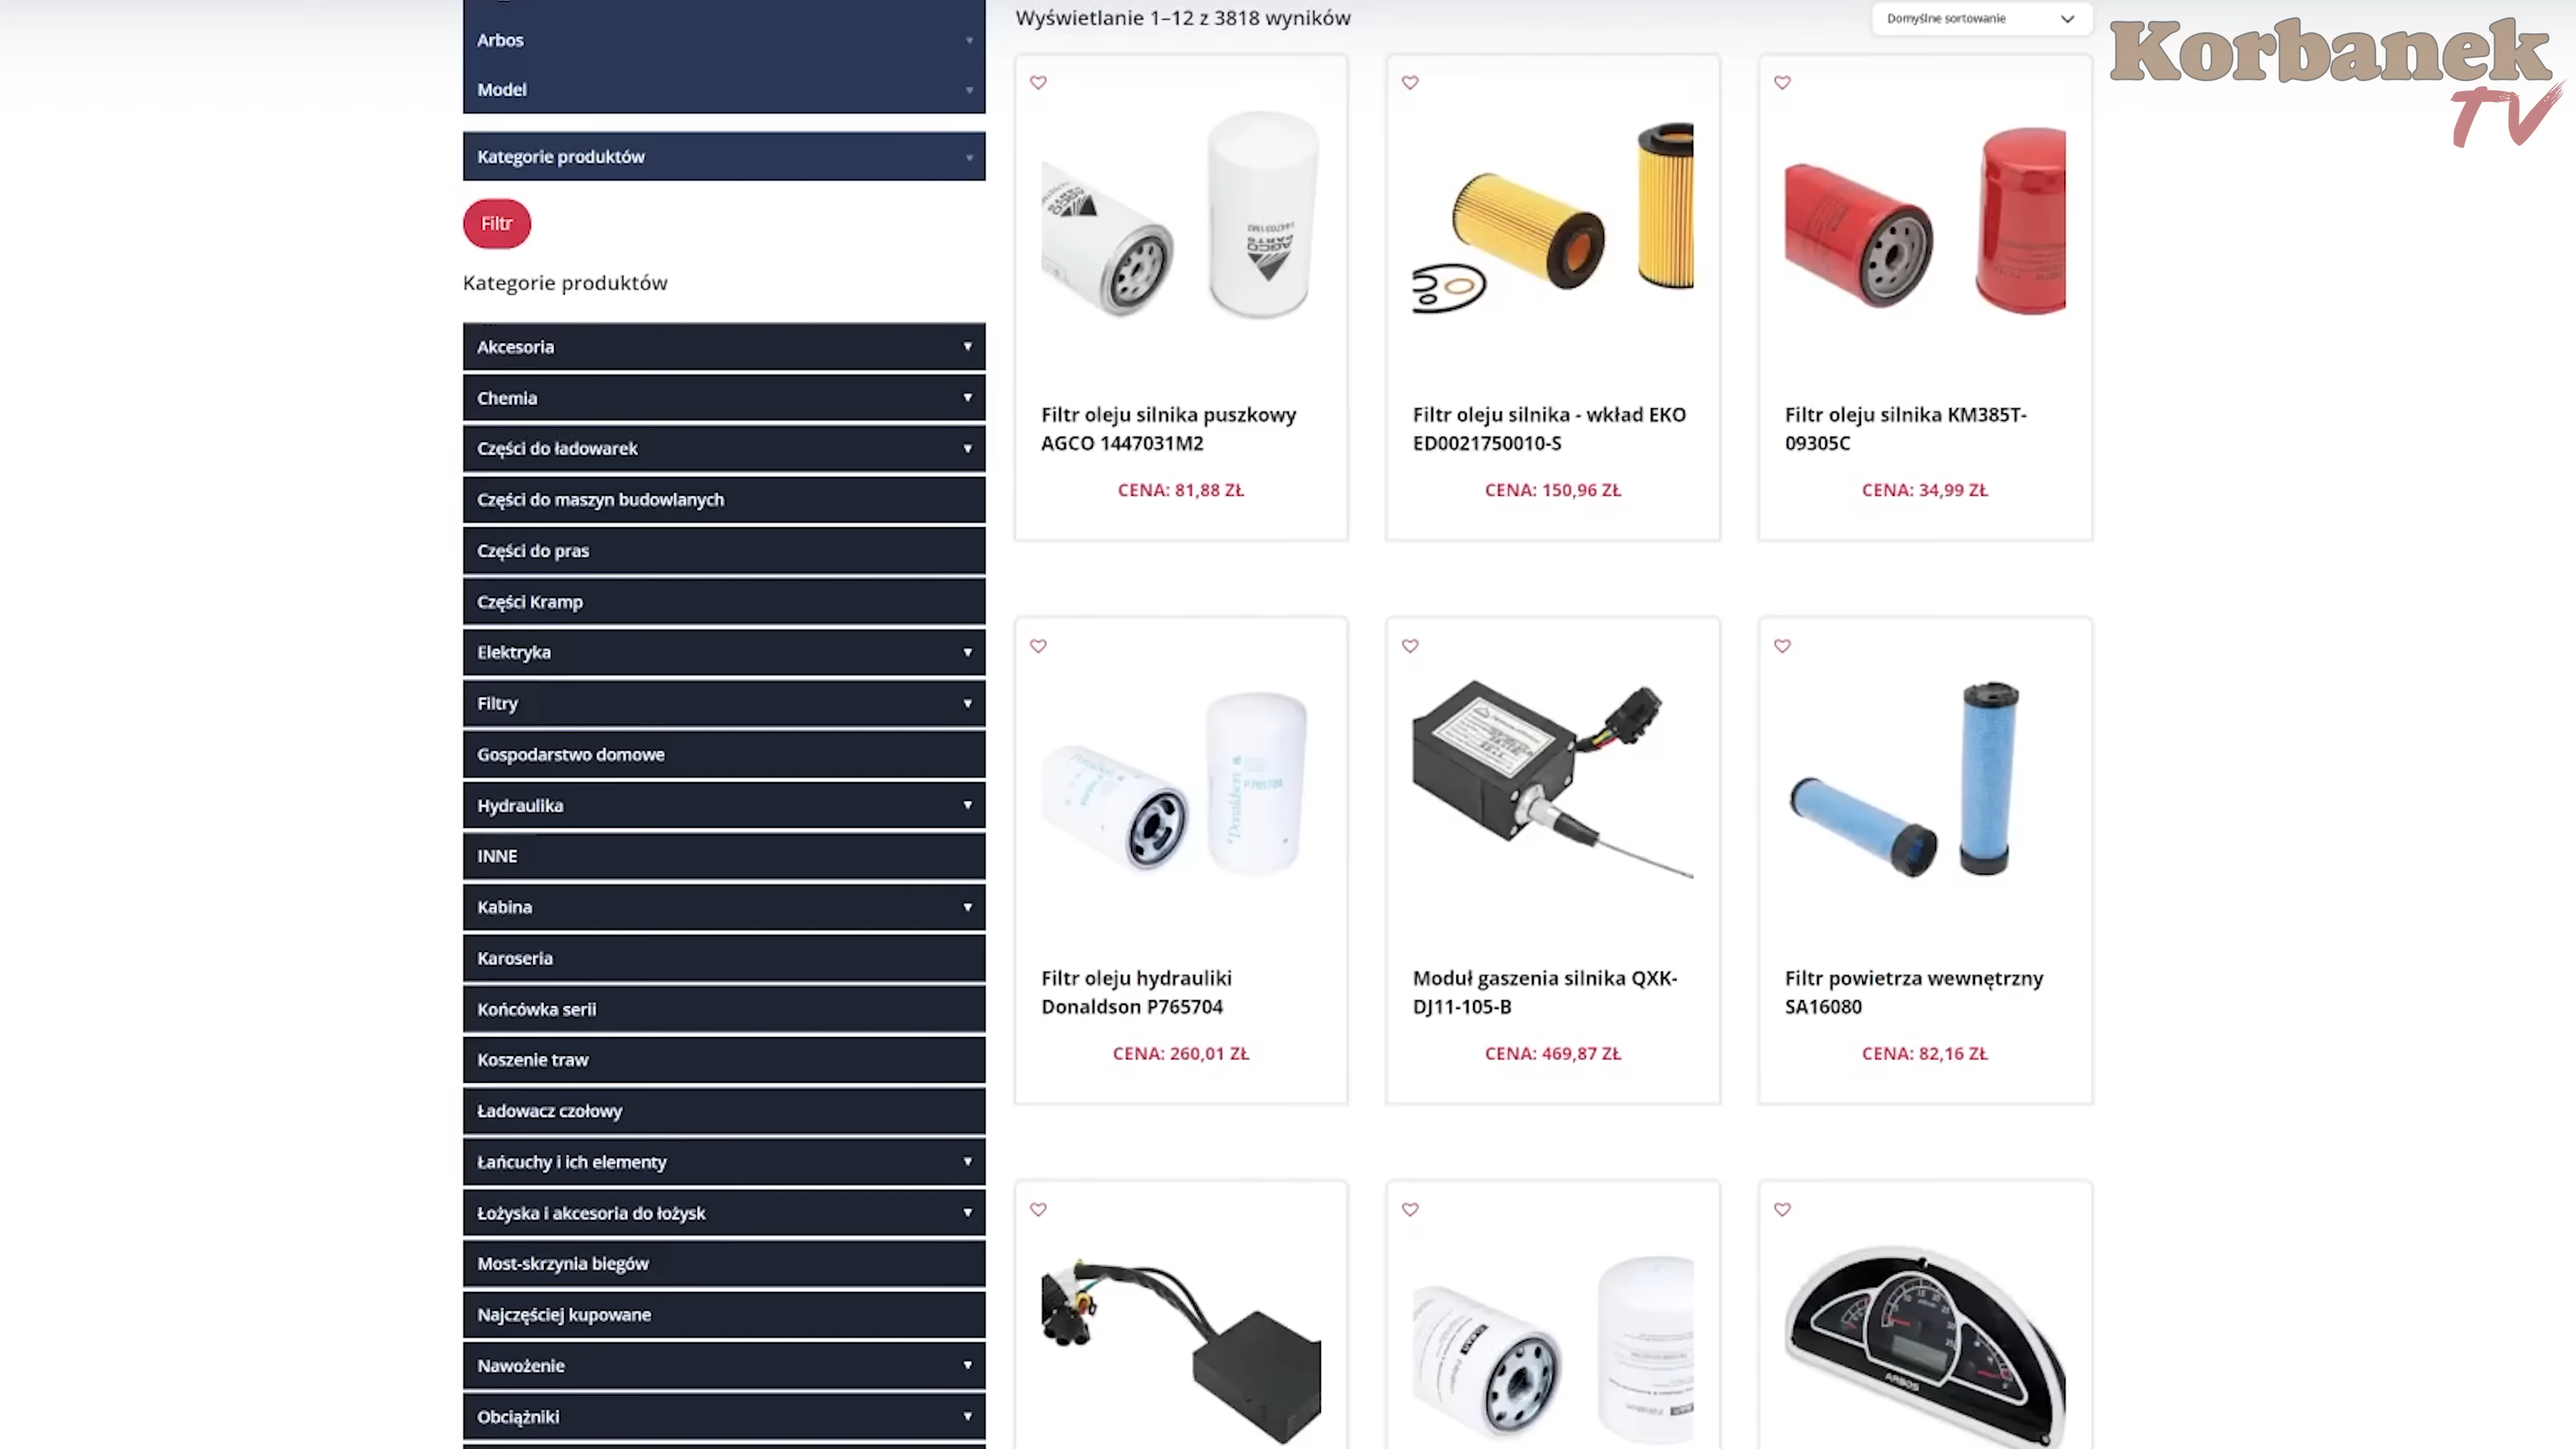 Wyświetlanie 1–12 z 3818 wyników
Domyślne sortowanie
Korbanek
TV
Arbos
Model
Kategorie produktów
Filtr
Kategorie produktów
Akcesoria
Chemia
Części do ładowarek
Części do maszyn budowlanych
Części do pras
Części Kramp
Elektryka
Filtry
Gospodarstwo domowe
Hydraulika
INNE
Kabina
Karoseria
Końcówka serii
Koszenie traw
Ładowacz czołowy
Łańcuchy i ich elementy
Łożyska i akcesoria do łożysk
Most-skrzynia biegów
Najczęściej kupowane
Nawożenie
Obciążniki
AGCO
PARTS
1447031M2
Filtr oleju silnika puszkowy
AGCO 1447031M2
CENA: 81,88 ZŁ
Filtr oleju silnika - wkład EKO
ED0021750010-S
CENA: 150,96 ZŁ
Filtr oleju silnika KM385T-
09305C
CENA: 34,99 ZŁ
Donaldson
P765704
Filtr oleju hydrauliki
Donaldson P765704
CENA: 260,01 ZŁ
Moduł gaszenia silnika QXK-
DJ11-105-B
CENA: 469,87 ZŁ
Filtr powietrza wewnętrzny
SA16080
CENA: 82,16 ZŁ
ARBOS